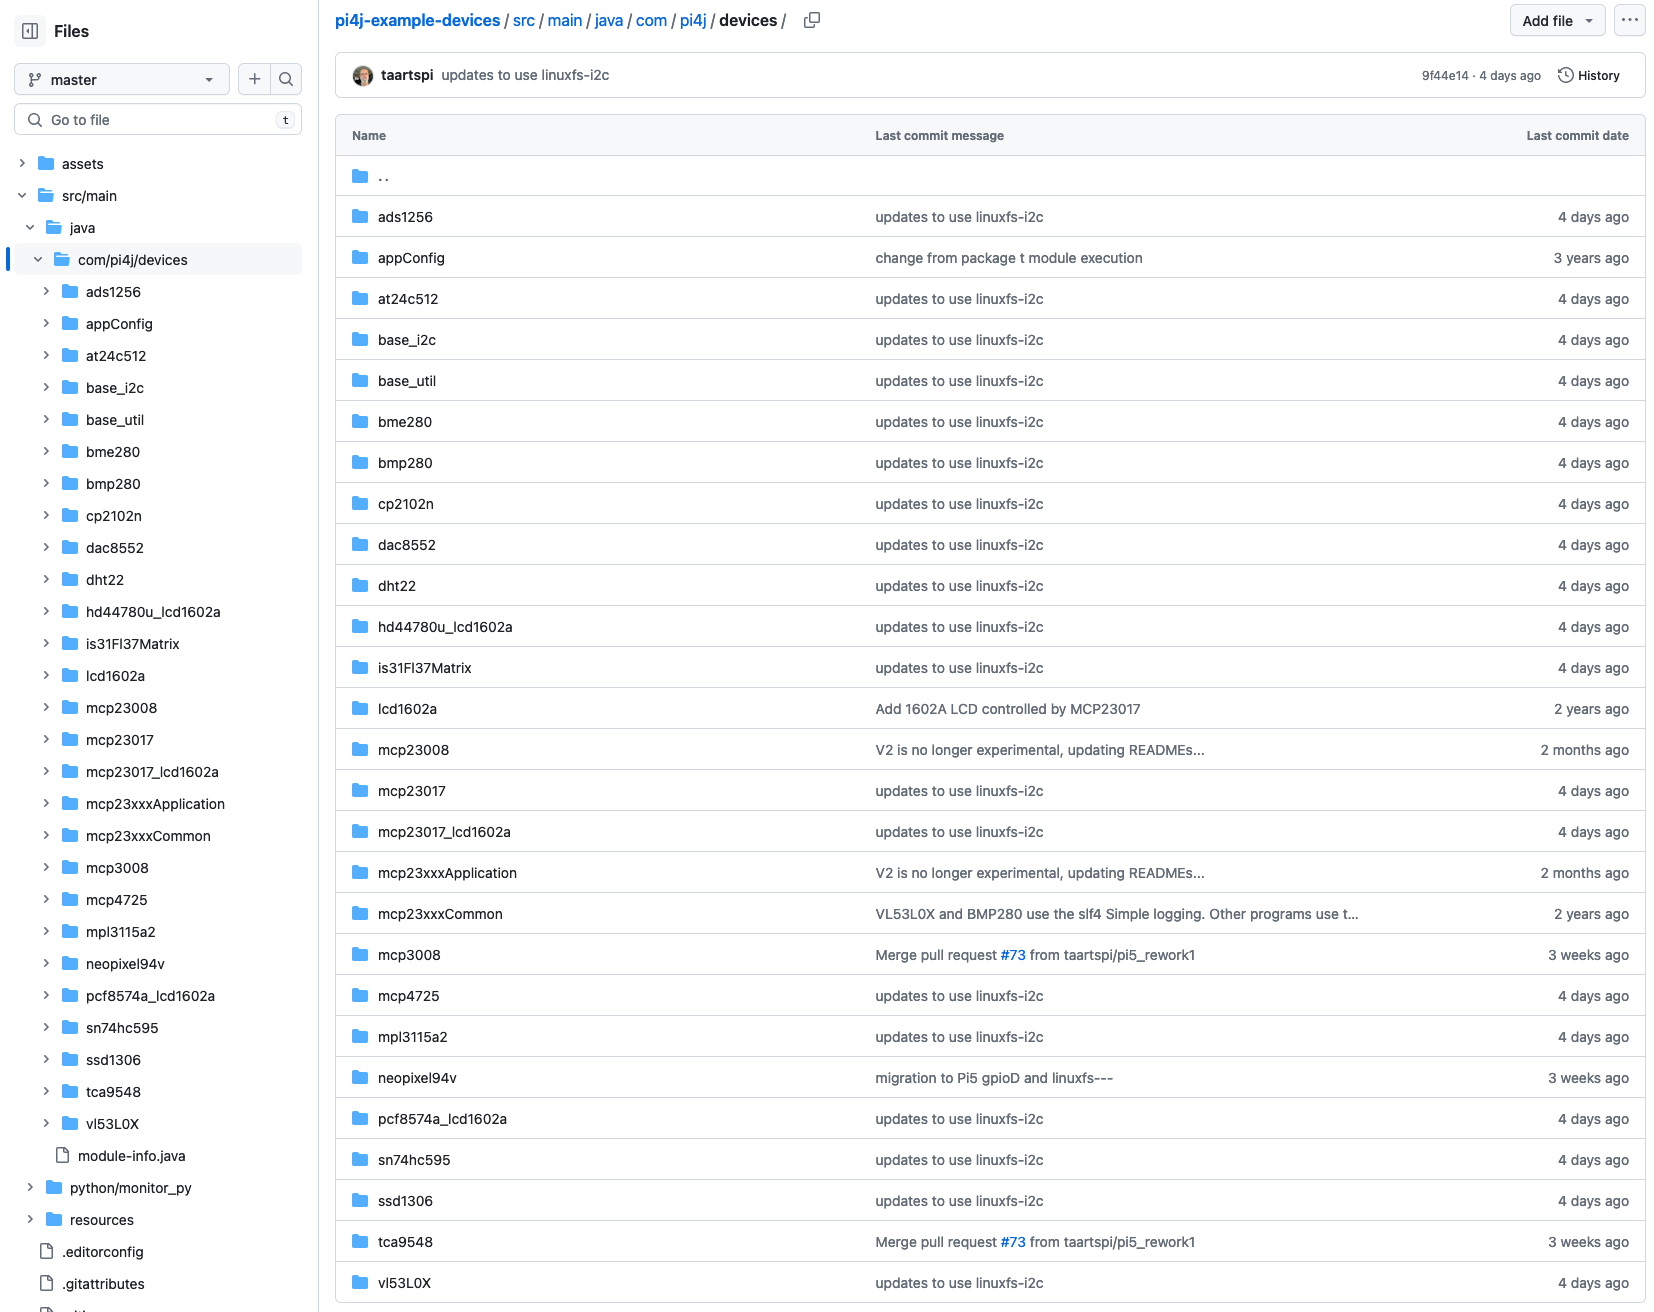 Files
master
Go to file
t
assets
src/main
java
com/pi4j/devices
ads1256
appConfig
at24c512
base_i2c
base_util
bme280
bmp280
cp2102n
dac8552
dht22
hd44780u_lcd1602a
is31Fl37Matrix
lcd1602a
mcp23008
mcp23017
mcp23017_lcd1602a
mcp23xxxApplication
mcp23xxxCommon
mcp3008
mcp4725
mpl3115a2
neopixel94v
pcf8574a_lcd1602a
sn74hc595
ssd1306
tca9548
vl53L0X
module-info.java
python/monitor_py
resources
.editorconfig
.gitattributes
pi4j-example-devices / src / main / java / com / pi4j / devices /
Add file
taartspi updates to use linuxfs-i2c 9f44e14 · 4 days ago History
Name Last commit message Last commit date
..
ads1256 updates to use linuxfs-i2c 4 days ago
appConfig change from package t module execution 3 years ago
at24c512 updates to use linuxfs-i2c 4 days ago
base_i2c updates to use linuxfs-i2c 4 days ago
base_util updates to use linuxfs-i2c 4 days ago
bme280 updates to use linuxfs-i2c 4 days ago
bmp280 updates to use linuxfs-i2c 4 days ago
cp2102n updates to use linuxfs-i2c 4 days ago
dac8552 updates to use linuxfs-i2c 4 days ago
dht22 updates to use linuxfs-i2c 4 days ago
hd44780u_lcd1602a updates to use linuxfs-i2c 4 days ago
is31Fl37Matrix updates to use linuxfs-i2c 4 days ago
lcd1602a Add 1602A LCD controlled by MCP23017 2 years ago
mcp23008 V2 is no longer experimental, updating READMEs... 2 months ago
mcp23017 updates to use linuxfs-i2c 4 days ago
mcp23017_lcd1602a updates to use linuxfs-i2c 4 days ago
mcp23xxxApplication V2 is no longer experimental, updating READMEs... 2 months ago
mcp23xxxCommon VL53L0X and BMP280 use the slf4 Simple logging. Other programs use t... 2 years ago
mcp3008 Merge pull request #73 from taartspi/pi5_rework1 3 weeks ago
mcp4725 updates to use linuxfs-i2c 4 days ago
mpl3115a2 updates to use linuxfs-i2c 4 days ago
neopixel94v migration to Pi5 gpioD and linuxfs--- 3 weeks ago
pcf8574a_lcd1602a updates to use linuxfs-i2c 4 days ago
sn74hc595 updates to use linuxfs-i2c 4 days ago
ssd1306 updates to use linuxfs-i2c 4 days ago
tca9548 Merge pull request #73 from taartspi/pi5_rework1 3 weeks ago
vl53L0X updates to use linuxfs-i2c 4 days ago